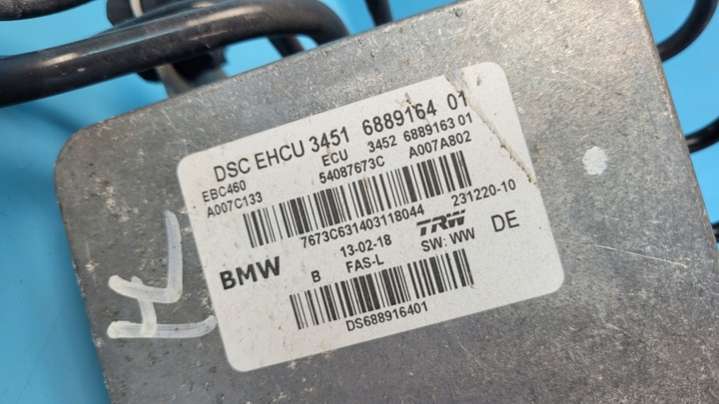 DSC EHCU 3451 6889164 01
EBC460 ECU 3452 6889163 01
A007C133 54087673C A007A802
7673C631403118044 231220-10
BMW 13-02-18 TRW DE
B FAS-L SW: WW
DS688916401